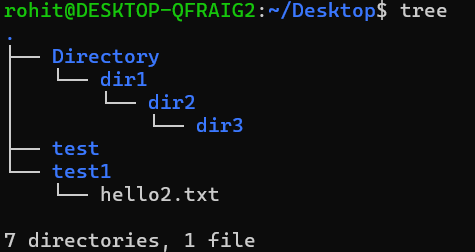 rohit@DESKTOP-QFRAIG2:~/Desktop$ tree
.
├── Directory
│   └── dir1
│       └── dir2
│           └── dir3
├── test
└── test1
    └── hello2.txt

7 directories, 1 file